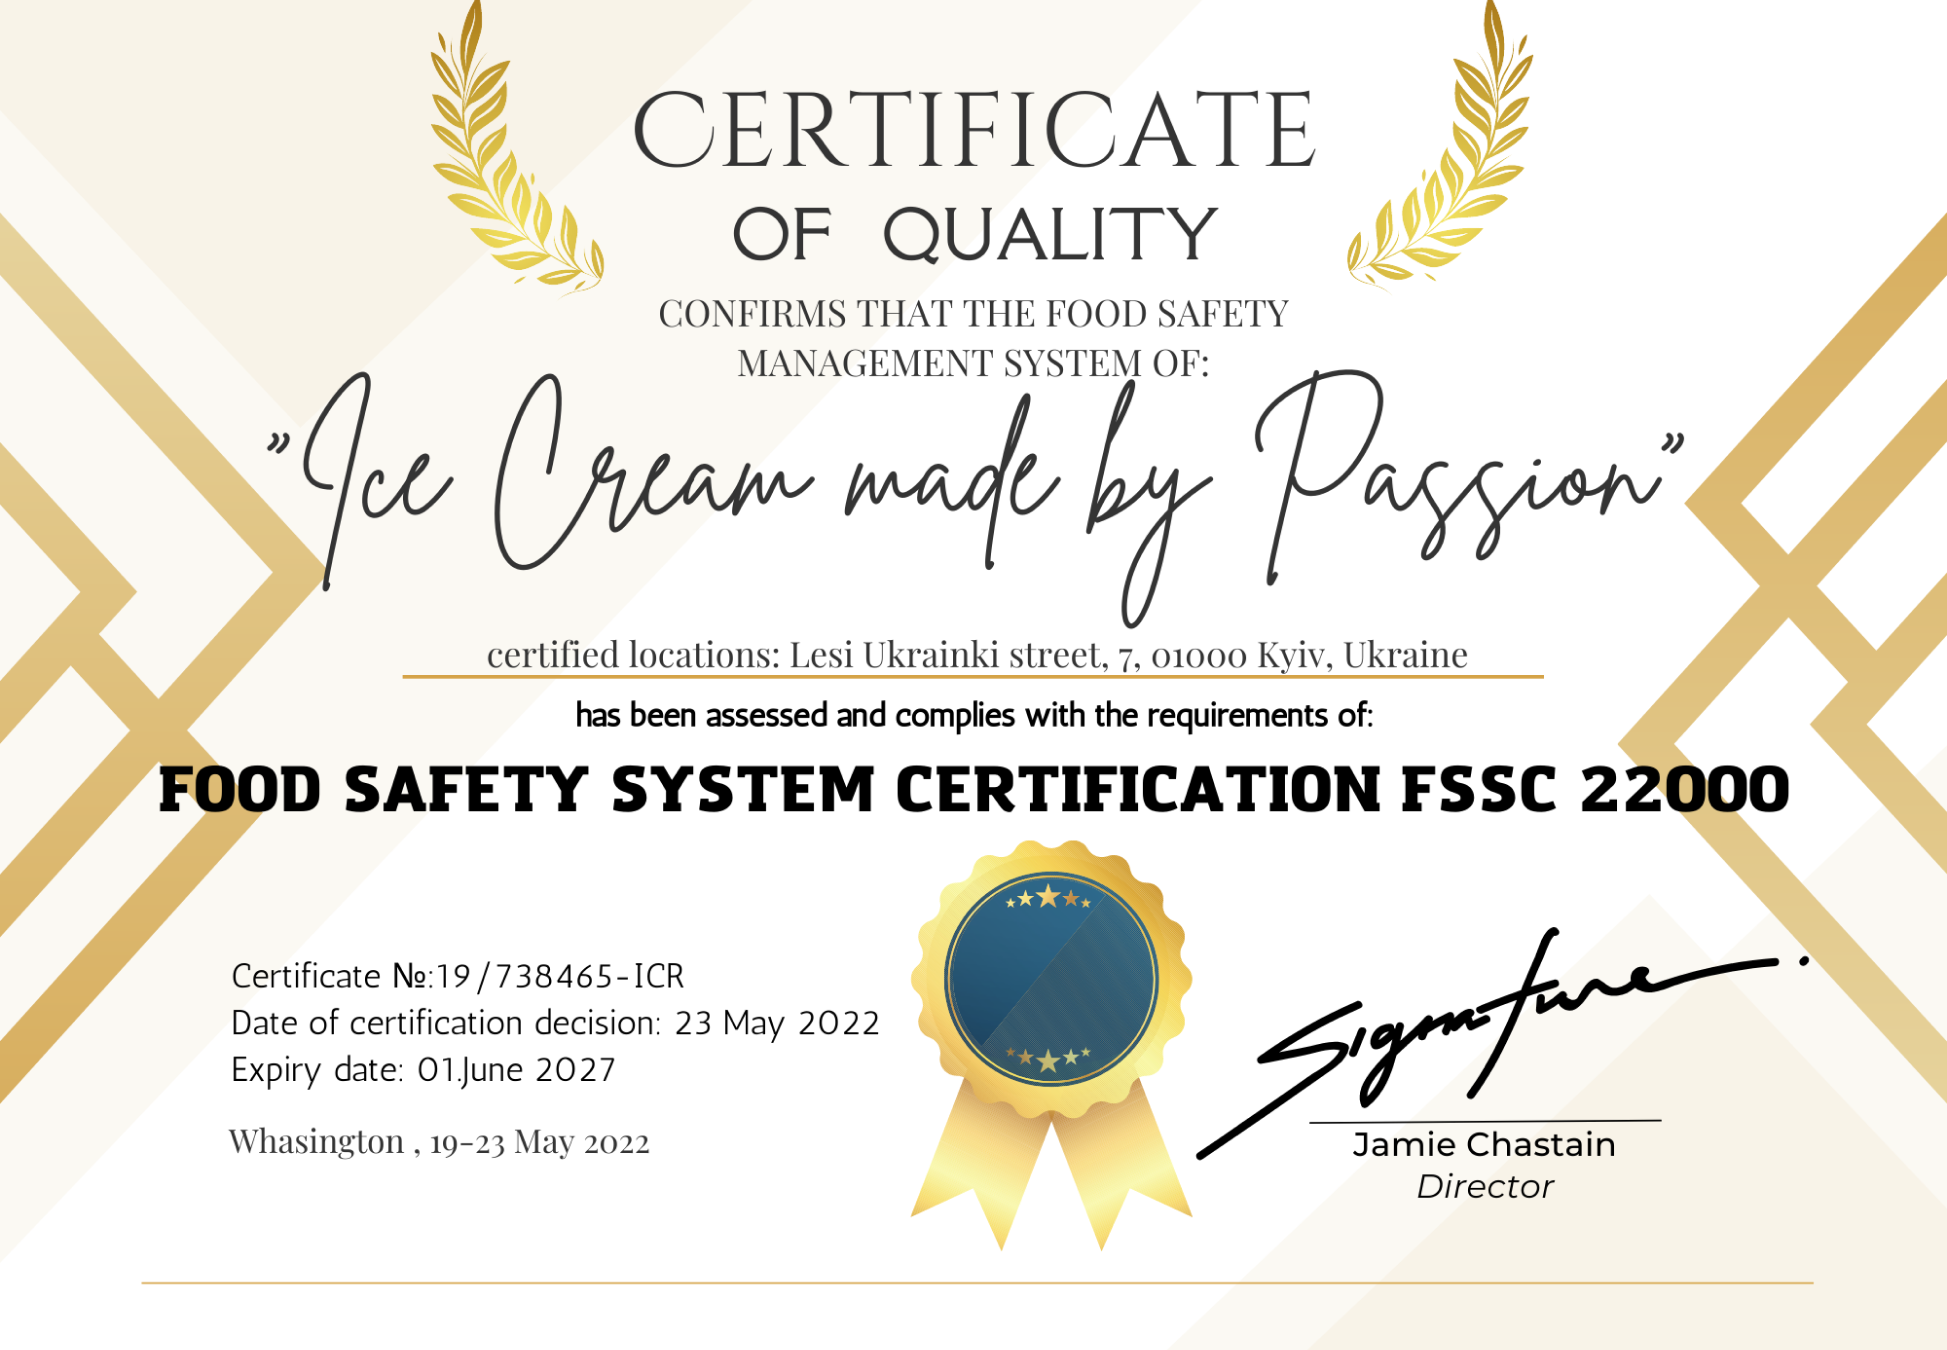 CERTIFICATE
OF QUALITY
CONFIRMS THAT THE FOOD SAFETY
MANAGEMENT SYSTEM OF:
”Ice Cream made by Passion”
certified locations: Lesi Ukrainki street, 7, 01000 Kyiv, Ukraine
has been assessed and complies with the requirements of:
FOOD SAFETY SYSTEM CERTIFICATION FSSC 22000
Certificate №:19/738465-ICR
Date of certification decision: 23 May 2022
Expiry date: 01.June 2027
Whasington , 19-23 May 2022
Signature
Jamie Chastain
Director